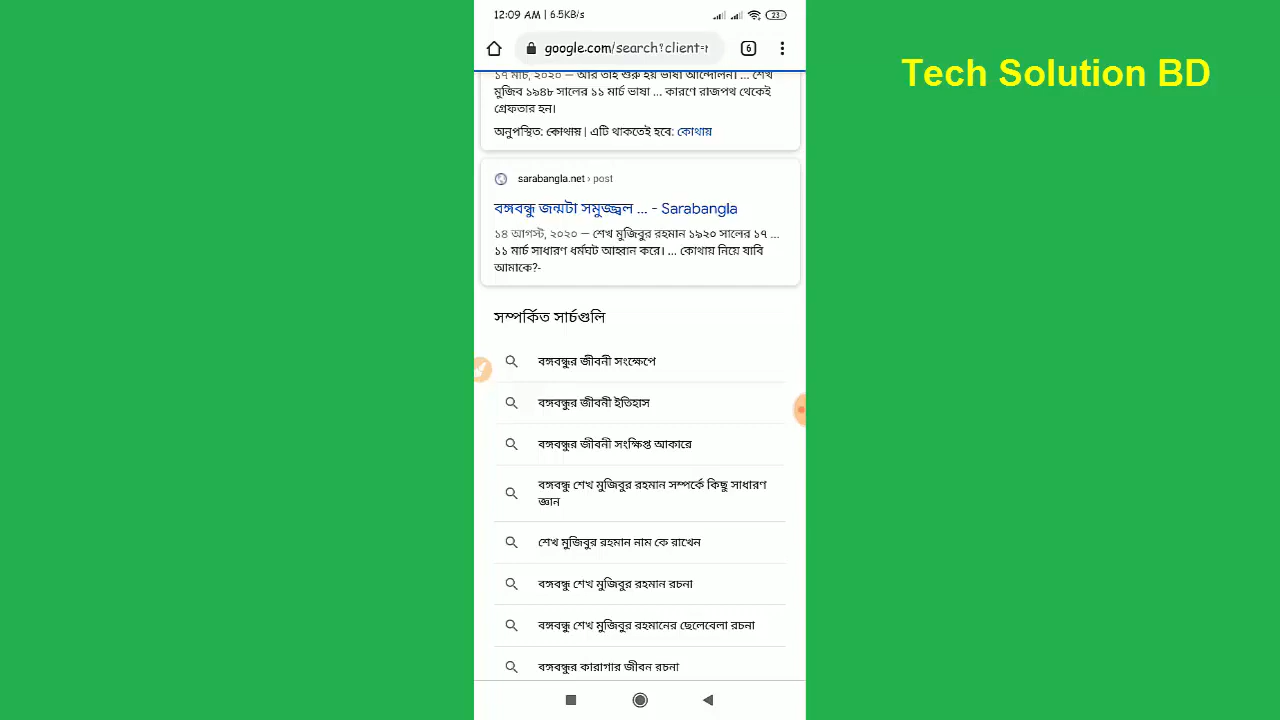 12:09 AM | 6.5KB/s
23
google.com/search?client=
6
Tech Solution BD
১৭ মার্চ, ২০২০ — আর তাই শুরু হয় ভাষা আন্দোলন। ... শেখ
মুজিব ১৯৪৮ সালের ১১ মার্চ ভাষা ... কারণে রাজপথ থেকেই
গ্রেফতার হন।
অনুপস্থিত: কোথায় | এটি থাকতেই হবে: কোথায়
sarabangla.net › post
বঙ্গবন্ধু জন্মটা সমুজ্জ্বল ... - Sarabangla
১৪ আগস্ট, ২০২০ — শেখ মুজিবুর রহমান ১৯২০ সালের ১৭ ...
১১ মার্চ সাধারণ ধর্মঘট আহ্বান করে। ... কোথায় নিয়ে যাবি
আমাকে?-
সম্পর্কিত সার্চগুলি
বঙ্গবন্ধুর জীবনী সংক্ষেপে
বঙ্গবন্ধুর জীবনী ইতিহাস
বঙ্গবন্ধুর জীবনী সংক্ষিপ্ত আকারে
বঙ্গবন্ধু শেখ মুজিবুর রহমান সম্পর্কে কিছু সাধারণ
জ্ঞান
শেখ মুজিবুর রহমান নাম কে রাখেন
বঙ্গবন্ধু শেখ মুজিবুর রহমান রচনা
বঙ্গবন্ধু শেখ মুজিবুর রহমানের ছেলেবেলা রচনা
বঙ্গবন্ধুর কারাগার জীবন রচনা